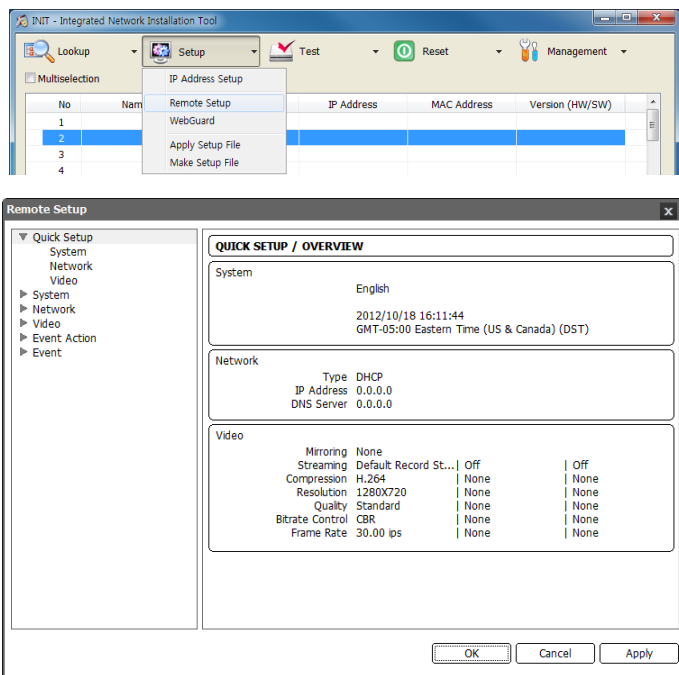 INIT - Integrated Network Installation Tool
Lookup Setup Test Reset Management
Multiselection IP Address Setup
No Nam Remote Setup IP Address MAC Address Version (HW/SW)
1 WebGuard
2
3 Apply Setup File
4 Make Setup File
Remote Setup
Quick Setup
System
Network
Video
System
Network
Video
Event Action
Event
QUICK SETUP / OVERVIEW
System
English
2012/10/18 16:11:44
GMT-05:00 Eastern Time (US & Canada) (DST)
Network
Type DHCP
IP Address 0.0.0.0
DNS Server 0.0.0.0
Video
Mirroring None
Streaming Default Record St... | Off | Off
Compression H.264 | None | None
Resolution 1280X720 | None | None
Quality Standard | None | None
Bitrate Control CBR | None | None
Frame Rate 30.00 ips | None | None
OK Cancel Apply